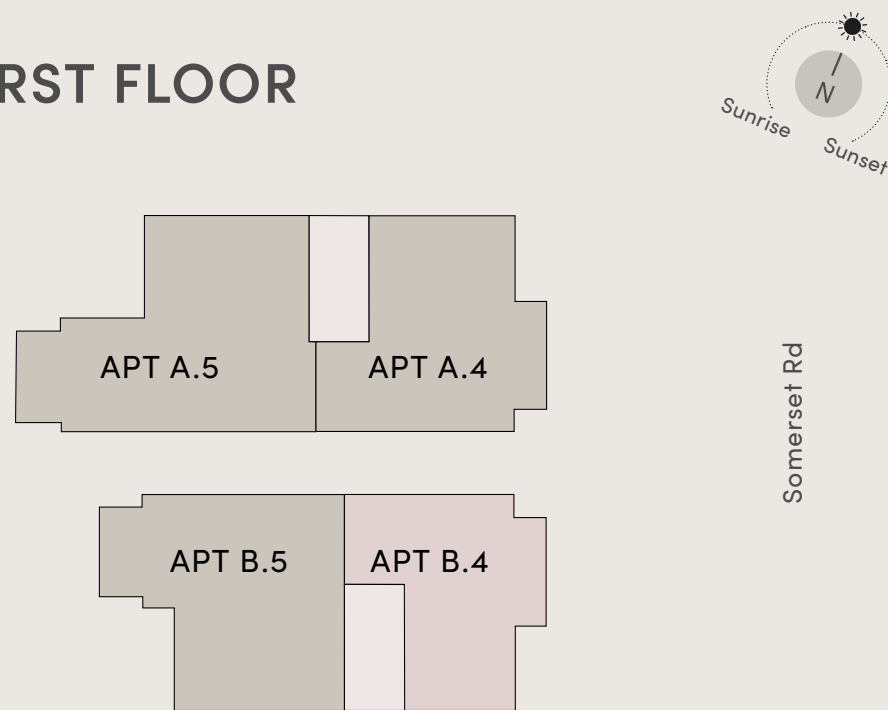 RST FLOOR
N
Sunrise
Sunset
APT A.5
APT A.4
Somerset Rd
APT B.5
APT B.4